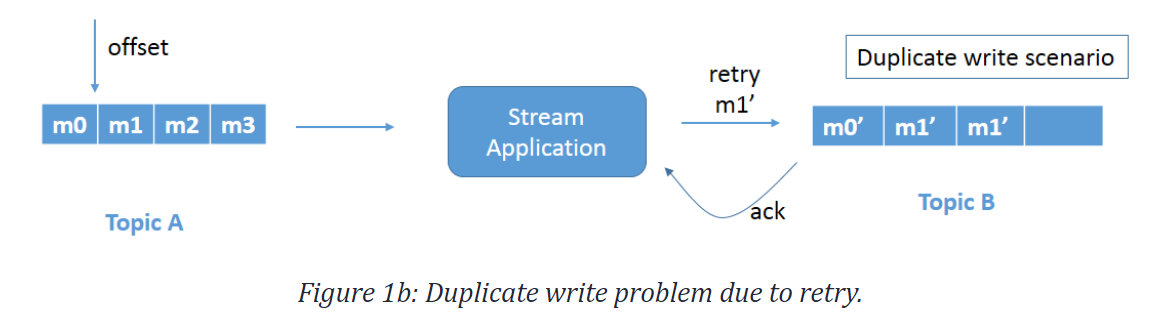 offset
Duplicate write scenario
retry
m1’
m0 m1 m2 m3
Stream
Application
m0’ m1’ m1’
ack
Topic A
Topic B
Figure 1b: Duplicate write problem due to retry.